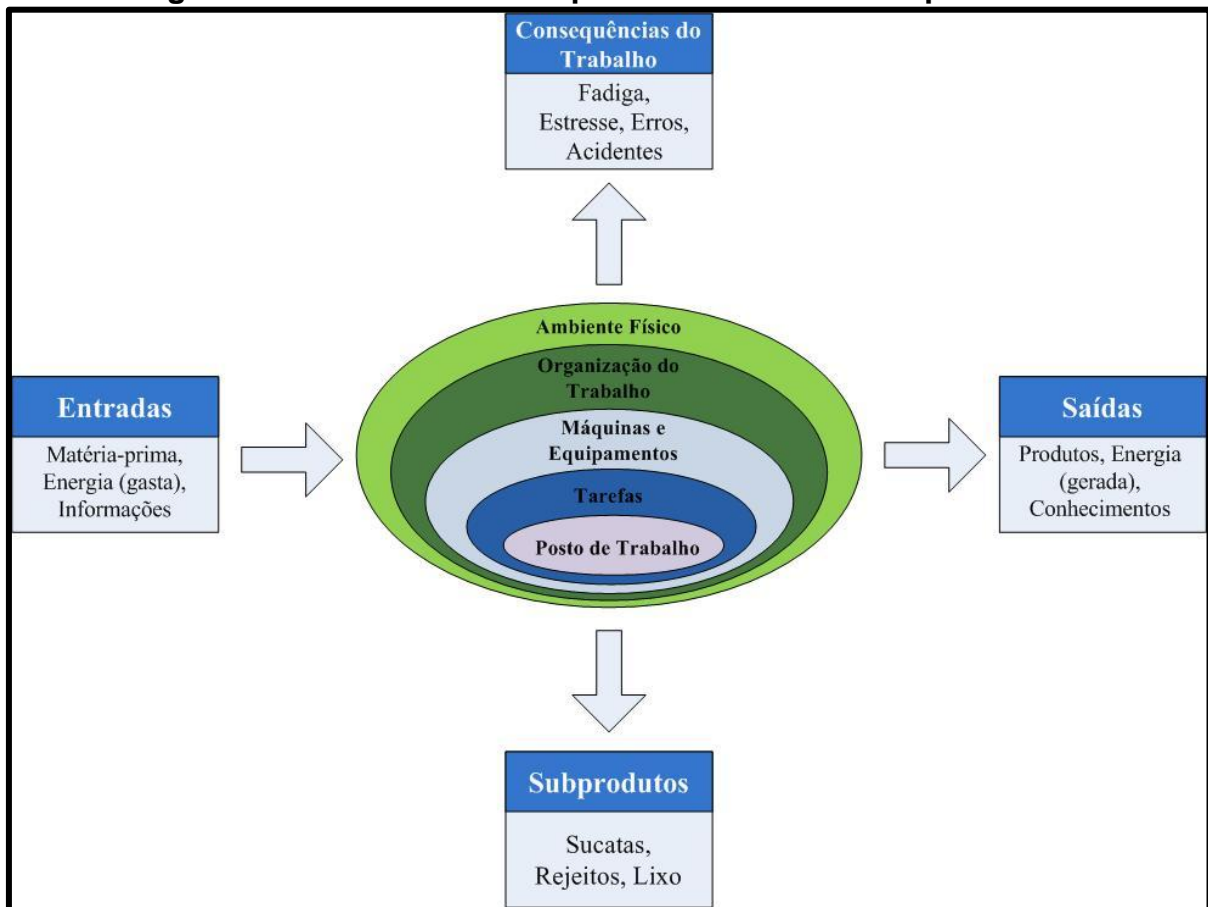 Consequências do
Trabalho
Fadiga,
Estresse, Erros,
Acidentes
Ambiente Físico
Organização do
Trabalho
Máquinas e
Equipamentos
Tarefas
Posto de Trabalho
Entradas
Matéria-prima,
Energia (gasta),
Informações
Saídas
Produtos, Energia
(gerada),
Conhecimentos
Subprodutos
Sucatas,
Rejeitos, Lixo